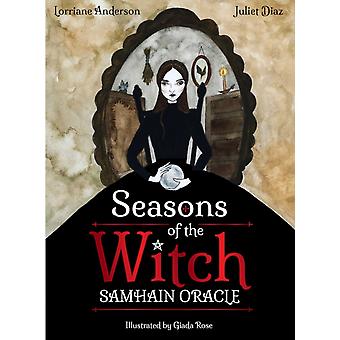 Lorriane Anderson
Juliet Diaz
Seasons
of the
Witch
SAMHAIN ORACLE
Illustrated by Giada Rose